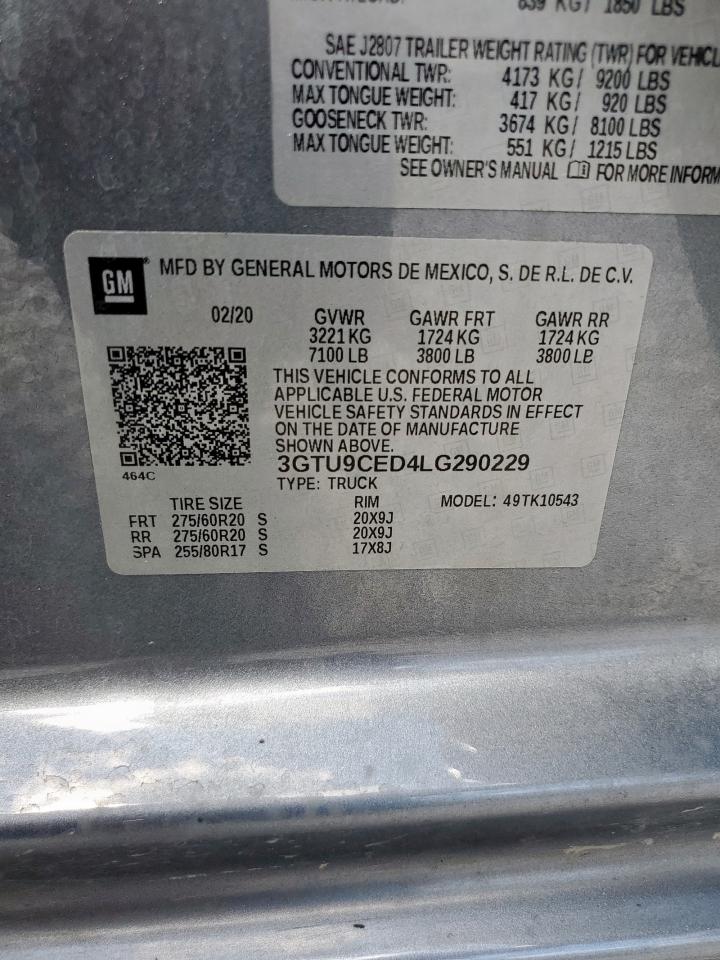 839 KG / 1850 LBS
SAE J2807 TRAILER WEIGHT RATING (TWR) FOR
CONVENTIONAL TWR: 4173 KG/ 9200 LBS
MAX TONGUE WEIGHT: 417 KG/ 920 LBS
GOOSENECK TWR: 3674 KG/ 8100 LBS
MAX TONGUE WEIGHT: 551 KG/ 1215 LBS
SEE OWNER'S MANUAL FOR MORE
GM ® MFD BY GENERAL MOTORS DE MEXICO, S. DE R.L. DE C.V.
02/20 GVWR GAWR FRT GAWR RR
3221 KG 1724 KG 1724 KG
7100 LB 3800 LB 3800 LB
THIS VEHICLE CONFORMS TO ALL
APPLICABLE U.S. FEDERAL MOTOR
VEHICLE SAFETY STANDARDS IN EFFECT
ON THE DATE OF MANUFACTURE
SHOWN ABOVE.
3GTU9CED4LG290229
464C
TYPE: TRUCK
TIRE SIZE RIM MODEL: 49TK10543
FRT 275/60R20 S 20X9J
RR 275/60R20 S 20X9J
SPA 255/80R17 S 17X8J